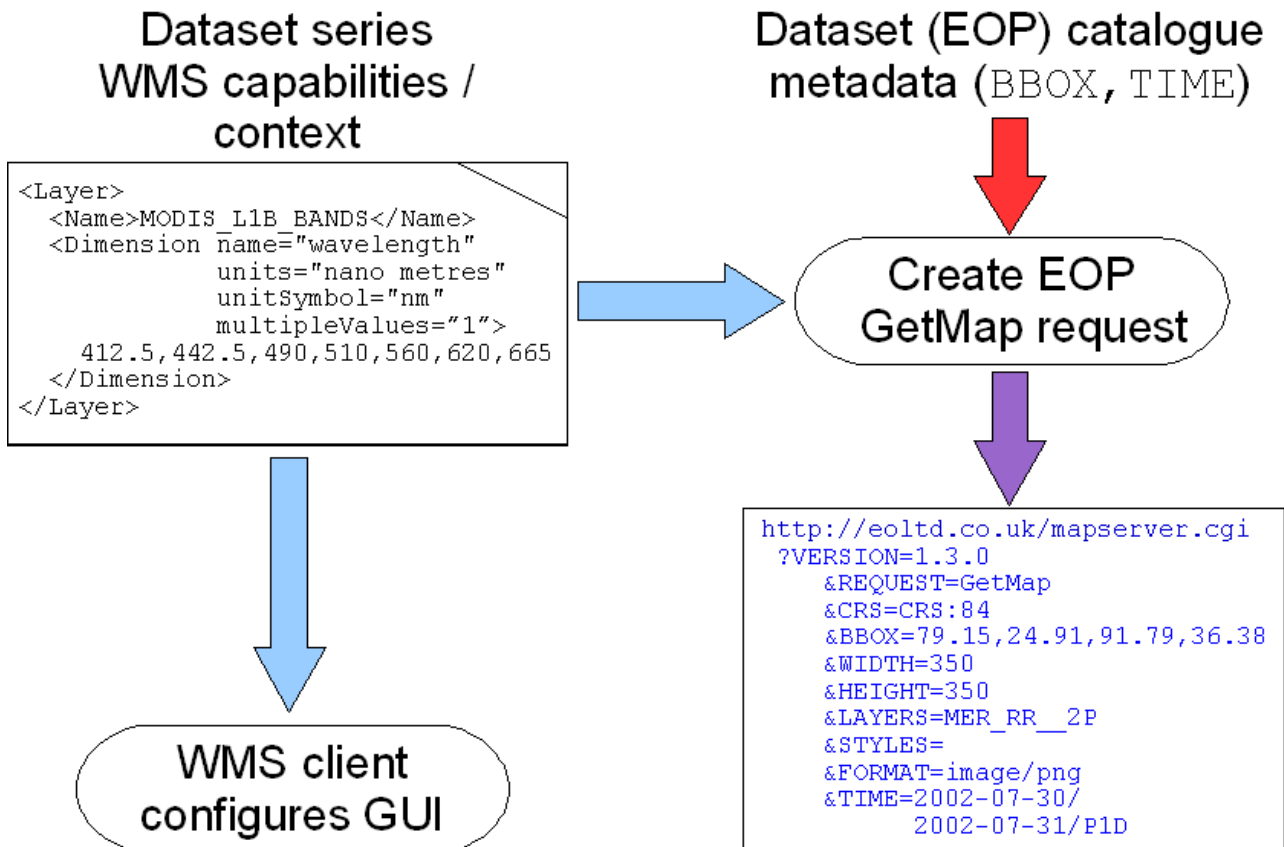 Dataset series
WMS capabilities /
context
<Layer>
<Name>MODIS_L1B_BANDS</Name>
<Dimension name="wavelength"
units="nano metres"
unitSymbol="nm"
multipleValues=”1”>
412.5,442.5,490,510,560,620,665
</Dimension>
</Layer>
WMS client
configures GUI
Dataset (EOP) catalogue
metadata (BBOX, TIME)
Create EOP
GetMap request
http://eoltd.co.uk/mapserver.cgi
?VERSION=1.3.0
&REQUEST=GetMap
&CRS=CRS:84
&BBOX=79.15,24.91,91.79,36.38
&WIDTH=350
&HEIGHT=350
&LAYERS=MER_RR__2P
&STYLES=
&FORMAT=image/png
&TIME=2002-07-30/
2002-07-31/P1D